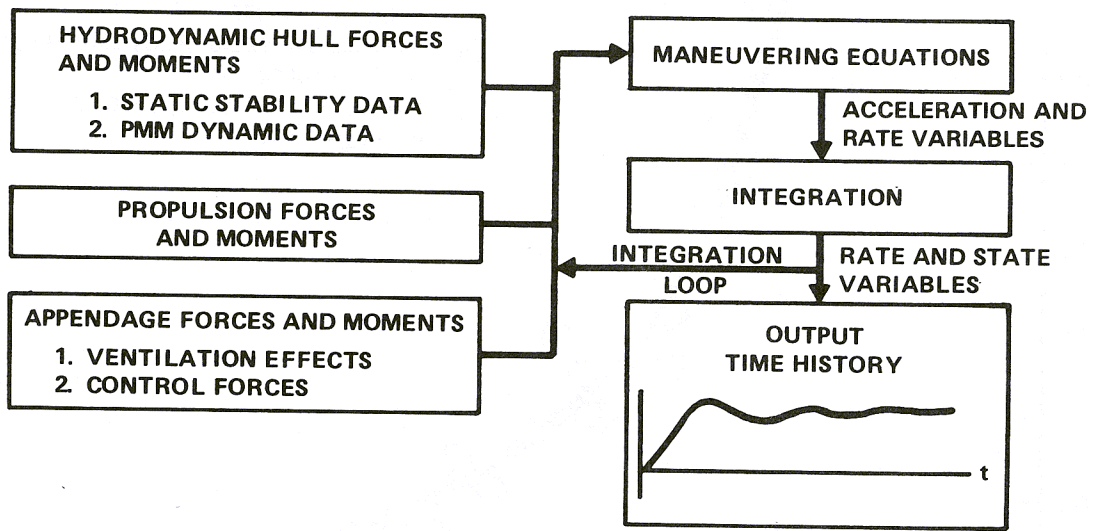 HYDRODYNAMIC HULL FORCES
AND MOMENTS
1. STATIC STABILITY DATA
2. PMM DYNAMIC DATA
PROPULSION FORCES
AND MOMENTS
APPENDAGE FORCES AND MOMENTS
1. VENTILATION EFFECTS
2. CONTROL FORCES
MANEUVERING EQUATIONS
ACCELERATION AND
RATE VARIABLES
INTEGRATION
INTEGRATION
LOOP
RATE AND STATE
VARIABLES
OUTPUT
TIME HISTORY
t